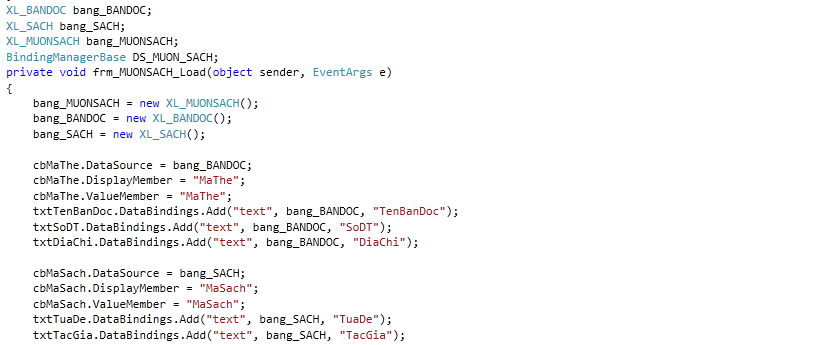 XL_BANDOC bang_BANDOC;
XL_SACH bang_SACH;
XL_MUONSACH bang_MUONSACH;
BindingManagerBase DS_MUON_SACH;
private void frm_MUONSACH_Load(object sender, EventArgs e)
{
    bang_MUONSACH = new XL_MUONSACH();
    bang_BANDOC = new XL_BANDOC();
    bang_SACH = new XL_SACH();

    cbMaThe.DataSource = bang_BANDOC;
    cbMaThe.DisplayMember = "MaThe";
    cbMaThe.ValueMember = "MaThe";
    txtTenBanDoc.DataBindings.Add("text", bang_BANDOC, "TenBanDoc");
    txtSoDT.DataBindings.Add("text", bang_BANDOC, "SoDT");
    txtDiaChi.DataBindings.Add("text", bang_BANDOC, "DiaChi");

    cbMaSach.DataSource = bang_SACH;
    cbMaSach.DisplayMember = "MaSach";
    cbMaSach.ValueMember = "MaSach";
    txtTuaDe.DataBindings.Add("text", bang_SACH, "TuaDe");
    txtTacGia.DataBindings.Add("text", bang_SACH, "TacGia");